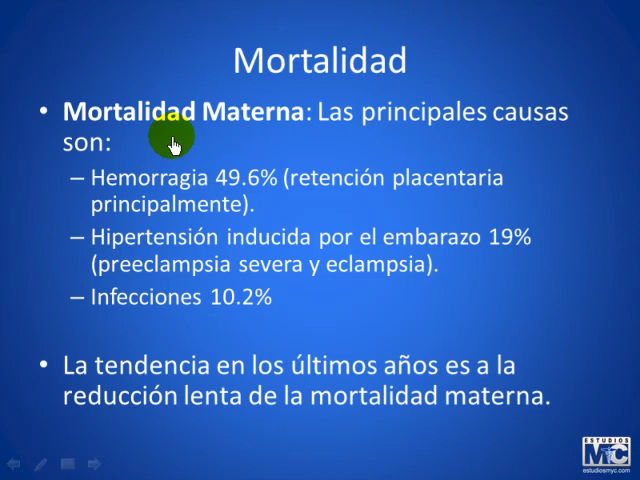 Mortalidad
• Mortalidad Materna: Las principales causas
son:
– Hemorragia 49.6% (retención placentaria
principalmente).
– Hipertensión inducida por el embarazo 19%
(preeclampsia severa y eclampsia).
– Infecciones 10.2%
• La tendencia en los últimos años es a la
reducción lenta de la mortalidad materna.
ESTUDIOS
MyC
estudiosmyc.com